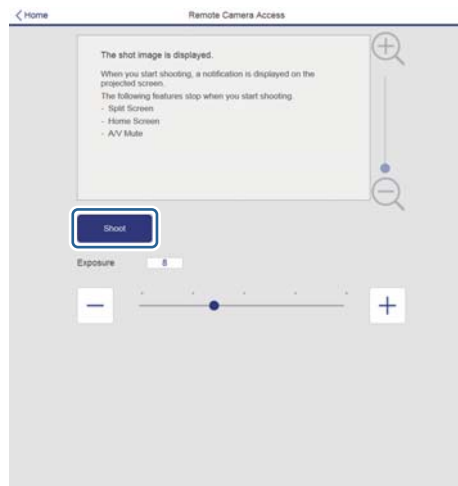 Home
Remote Camera Access
The shot image is displayed.
When you start shooting, a notification is displayed on the
projected screen.
The following features stop when you start shooting.
- Split Screen
- Home Screen
- A/V Mute
Shoot
Exposure 8